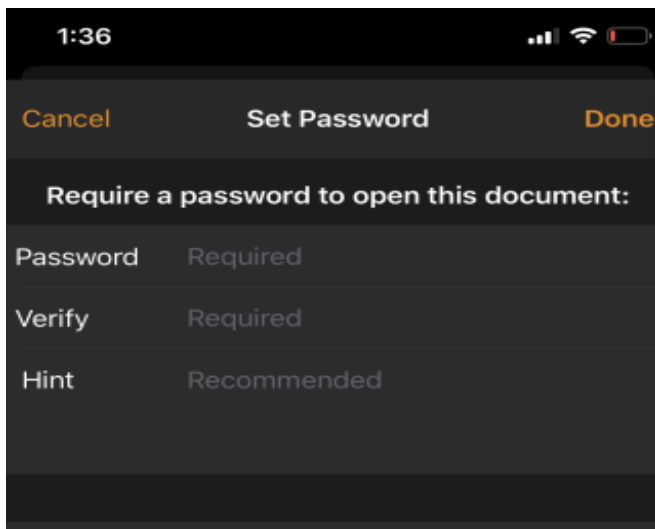 1:36
Cancel Set Password Done
Require a password to open this document:
Password Required
Verify Required
Hint Recommended